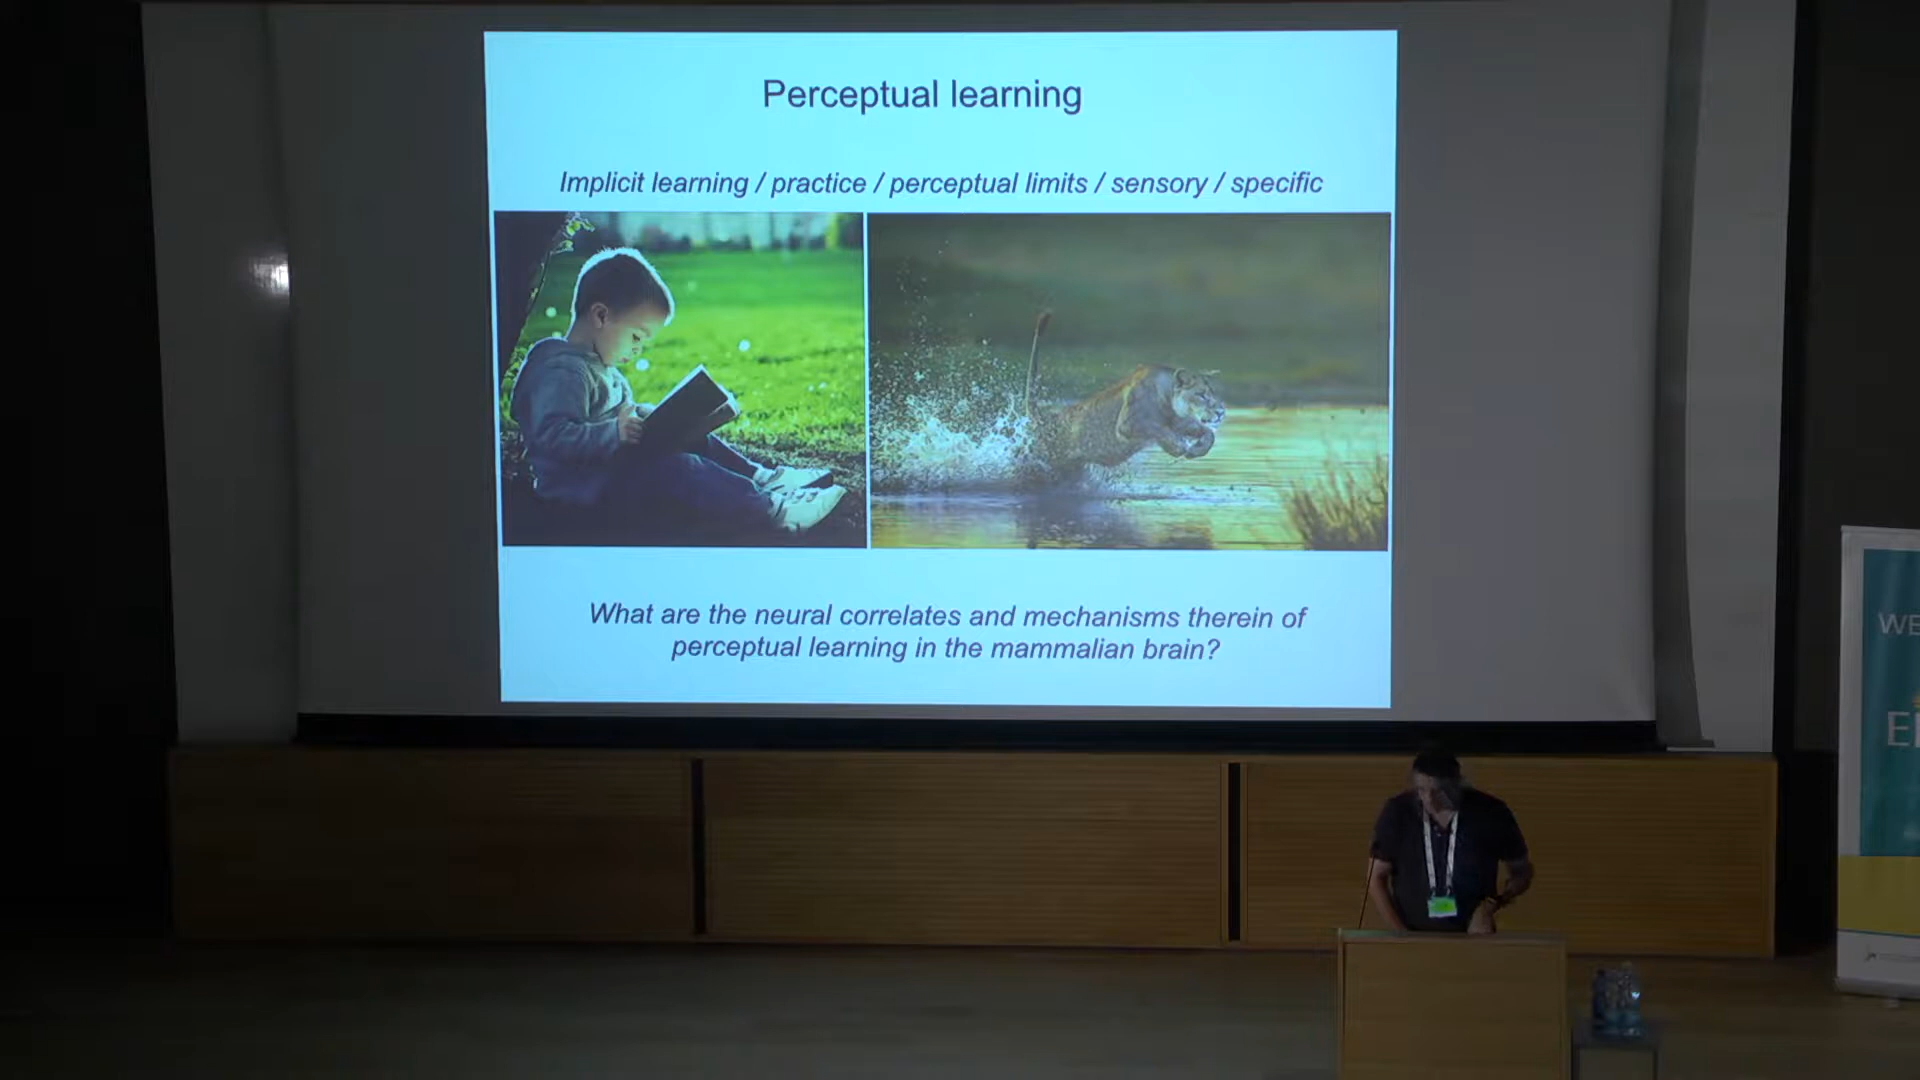 Perceptual learning
Implicit learning / practice / perceptual limits / sensory / specific
What are the neural correlates and mechanisms therein of
perceptual learning in the mammalian brain?
WE